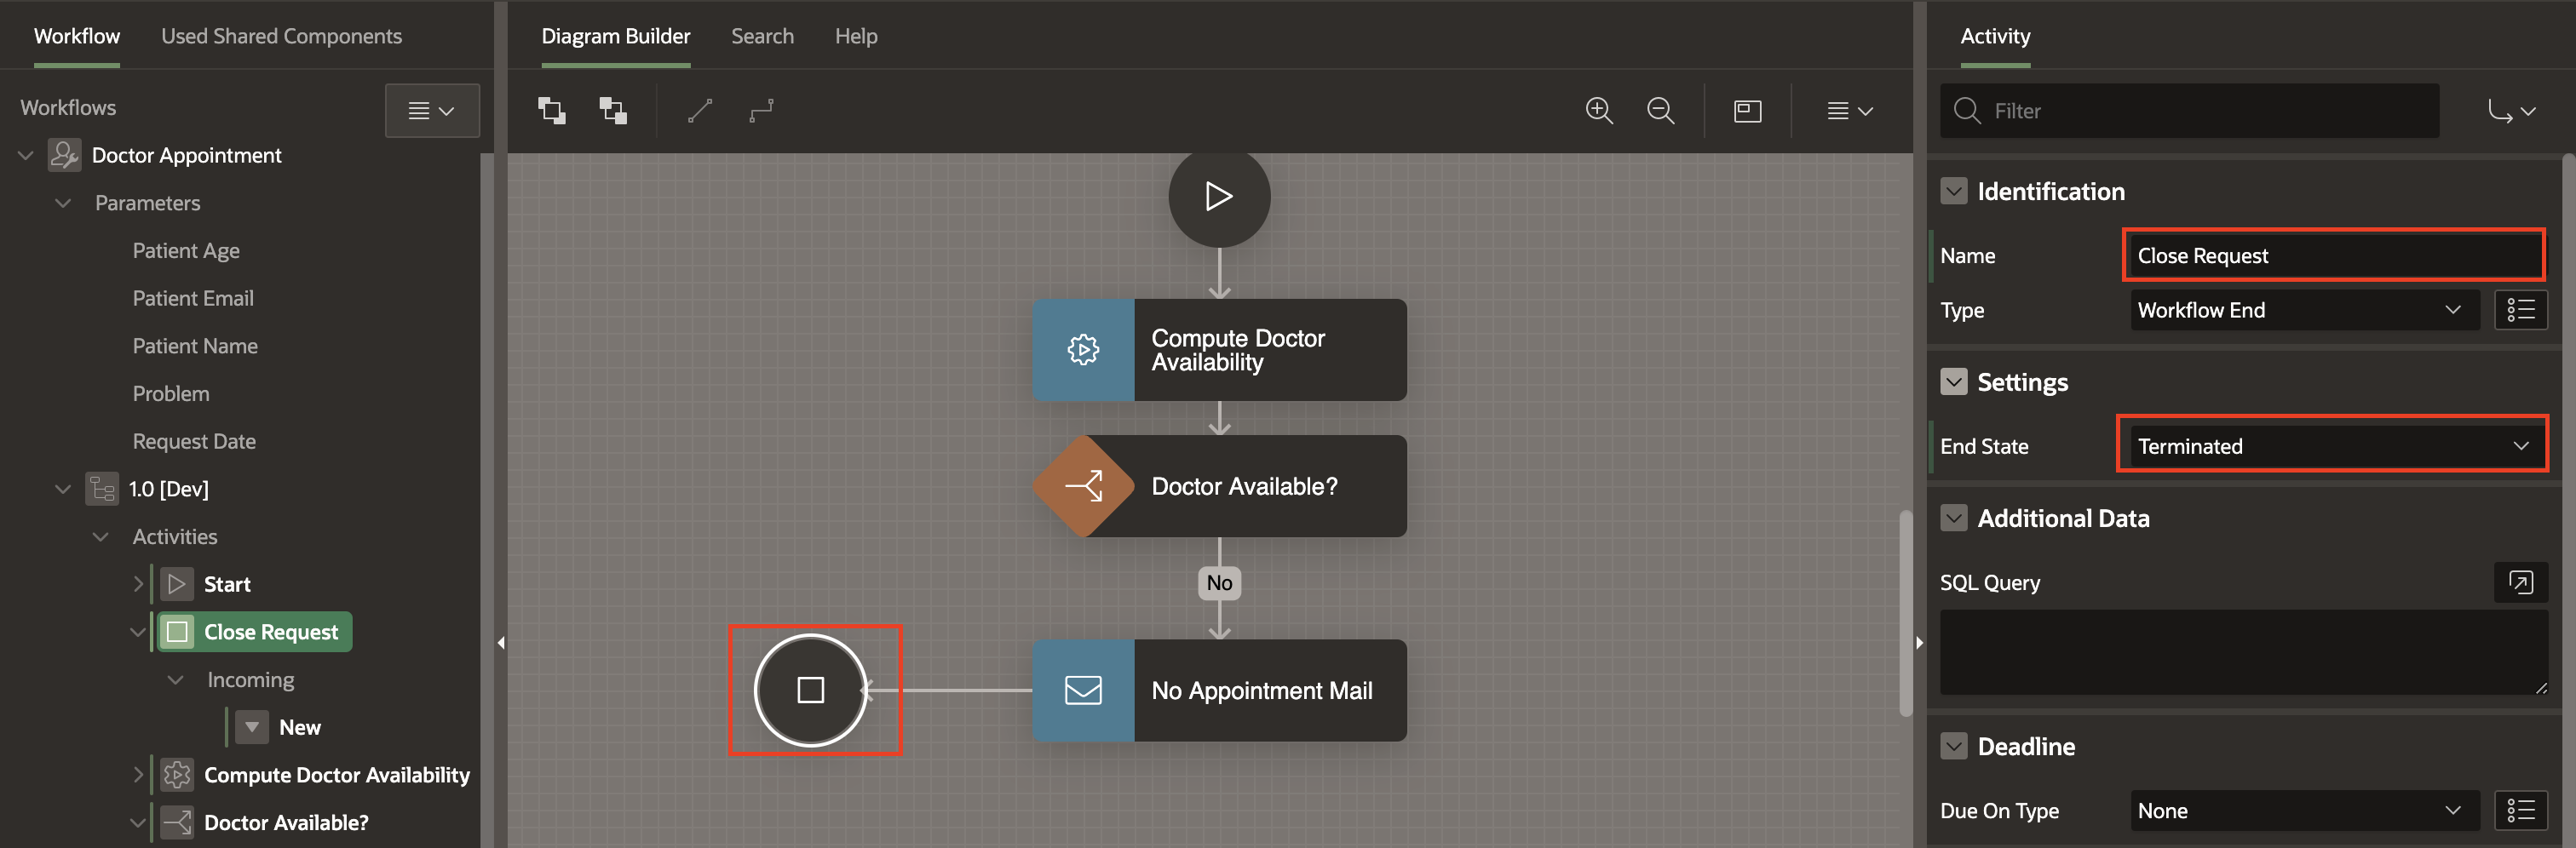 Workflow
Used Shared Components
Workflows
Doctor Appointment
Parameters
Patient Age
Patient Email
Patient Name
Problem
Request Date
1.0 [Dev]
Activities
Start
Close Request
Incoming
New
Compute Doctor Availability
Doctor Available?
Diagram Builder
Search
Help
Compute Doctor
Availability
Doctor Available?
No
No Appointment Mail
Activity
Filter
Identification
Name
Close Request
Type
Workflow End
Settings
End State
Terminated
Additional Data
SQL Query
Deadline
Due On Type
None